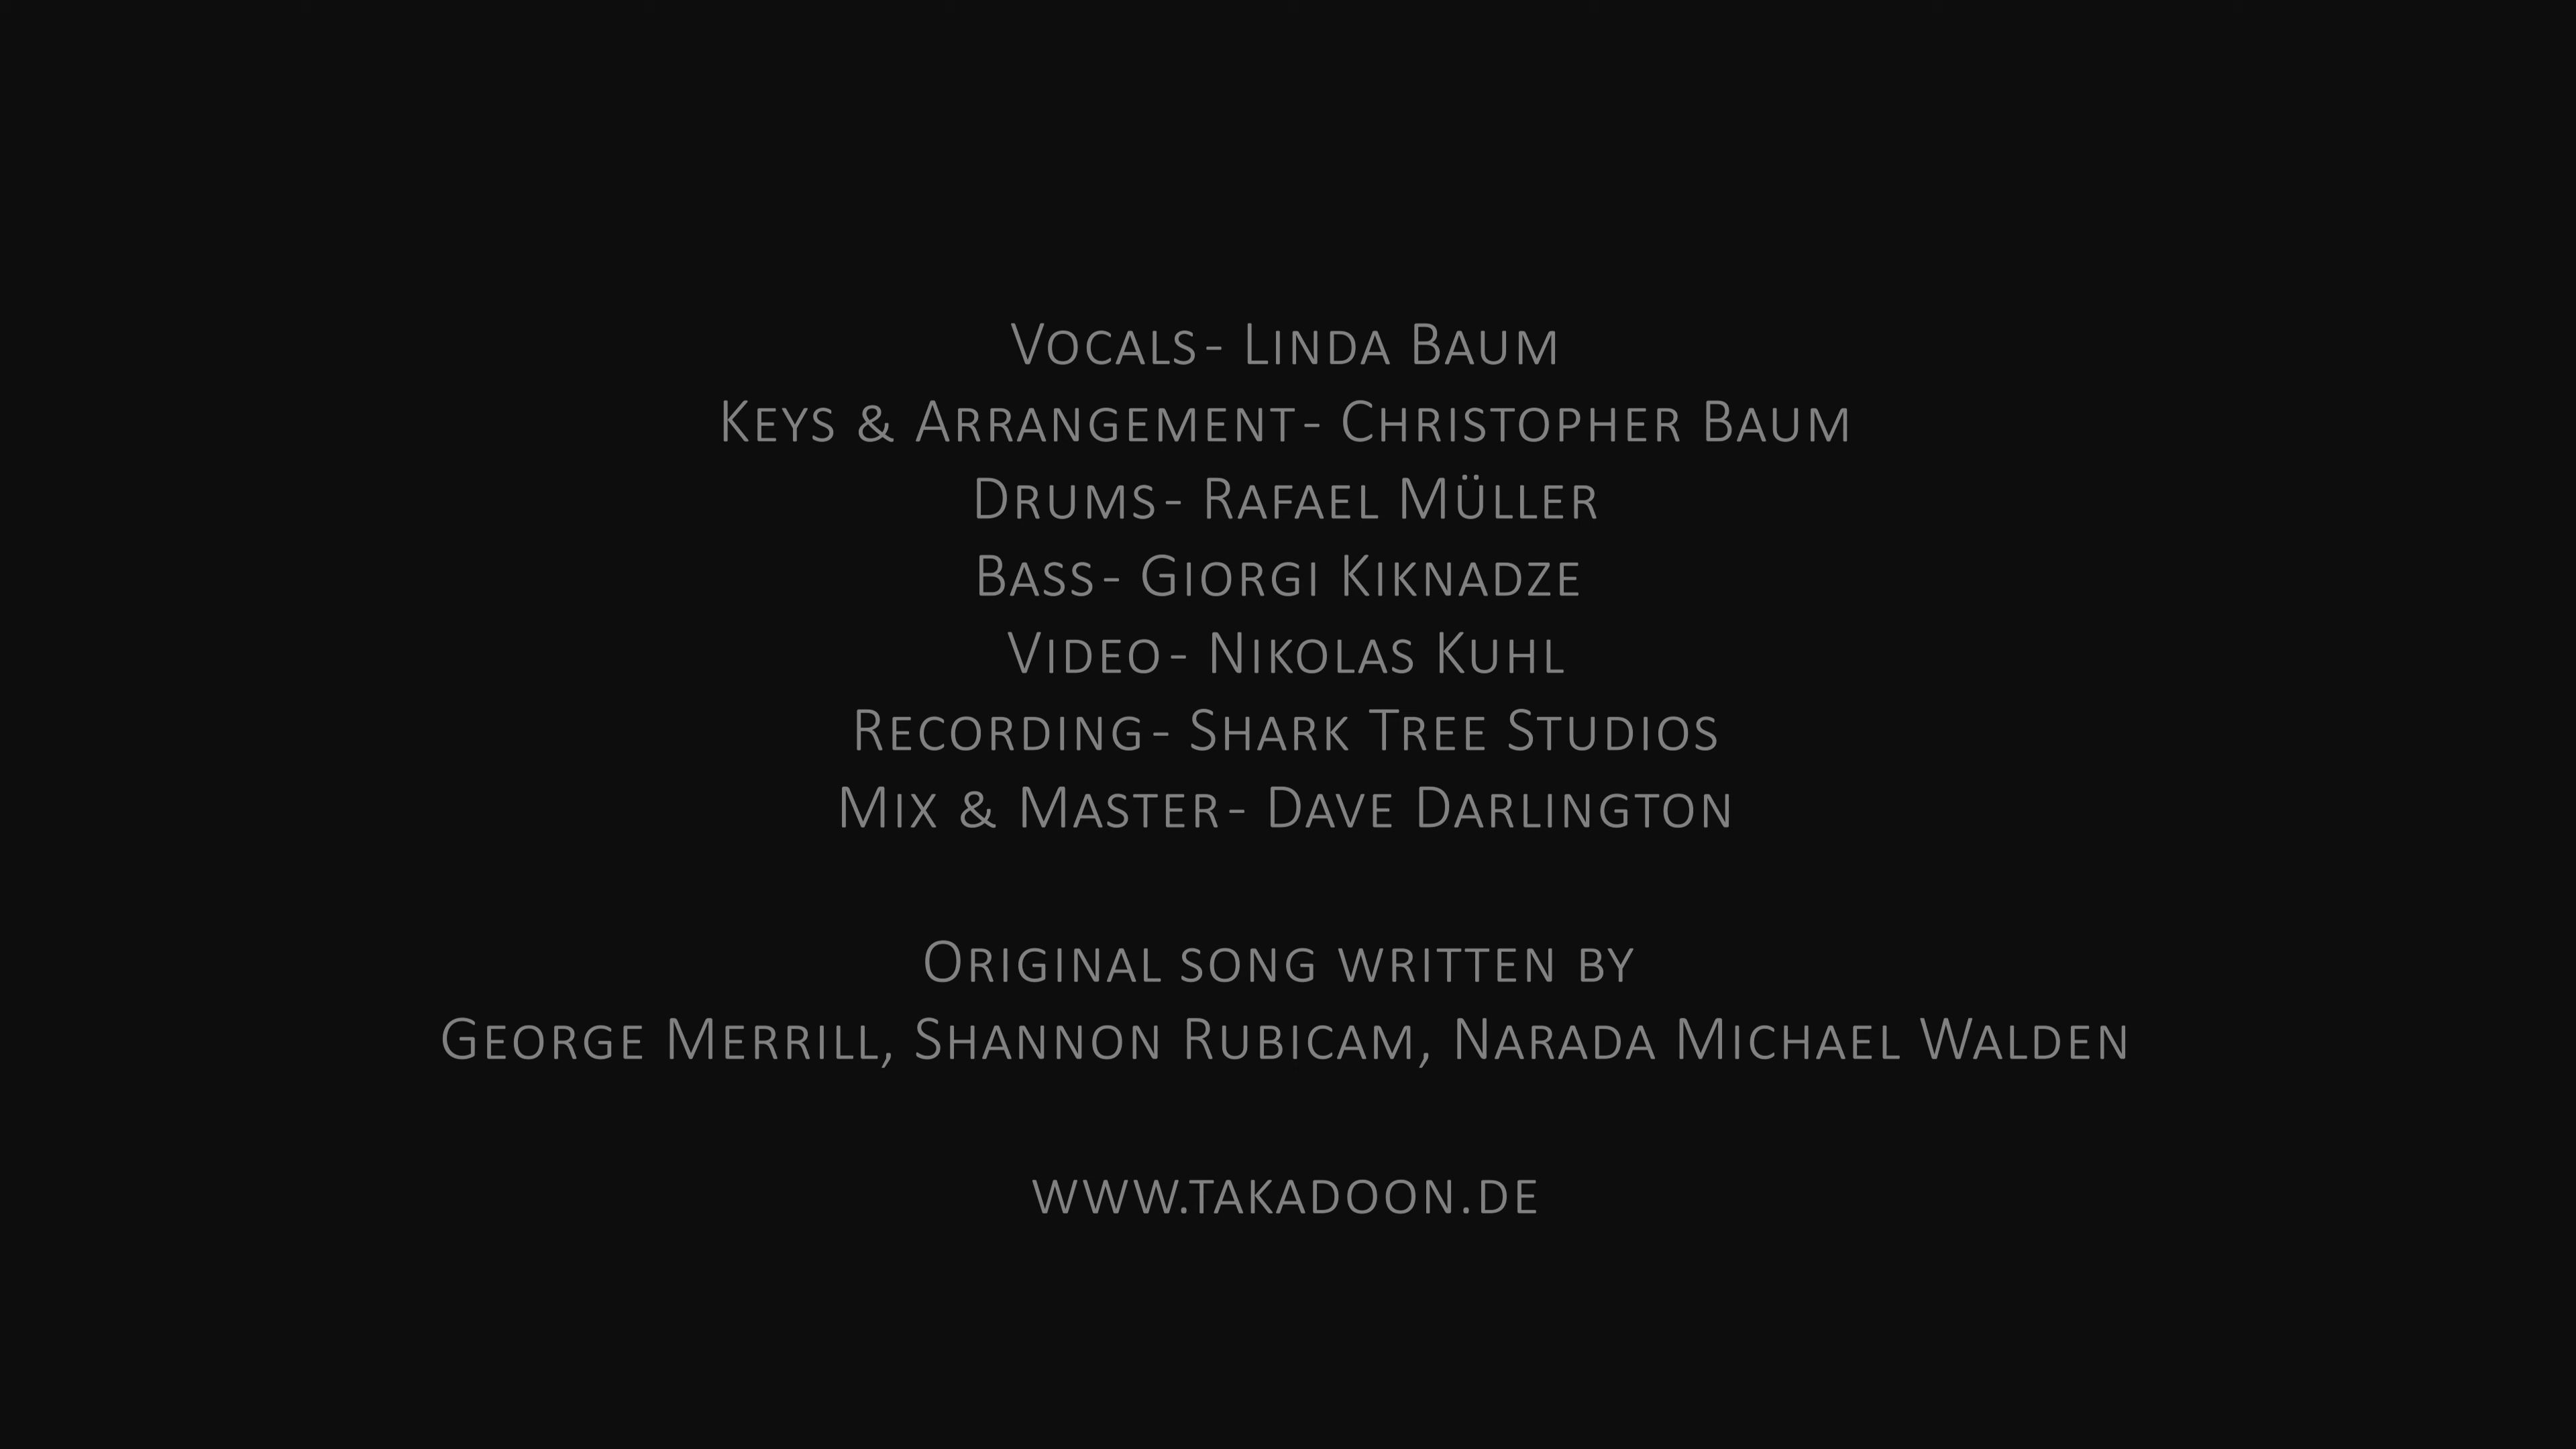 Vocals - Linda Baum
Keys & Arrangement - Christopher Baum
Drums - Rafael Müller
Bass - Giorgi Kiknadze
Video - Nikolas Kuhl
Recording - Shark Tree Studios
Mix & Master - Dave Darlington
Original song written by
George Merrill, Shannon Rubicam, Narada Michael Walden
www.takadoon.de